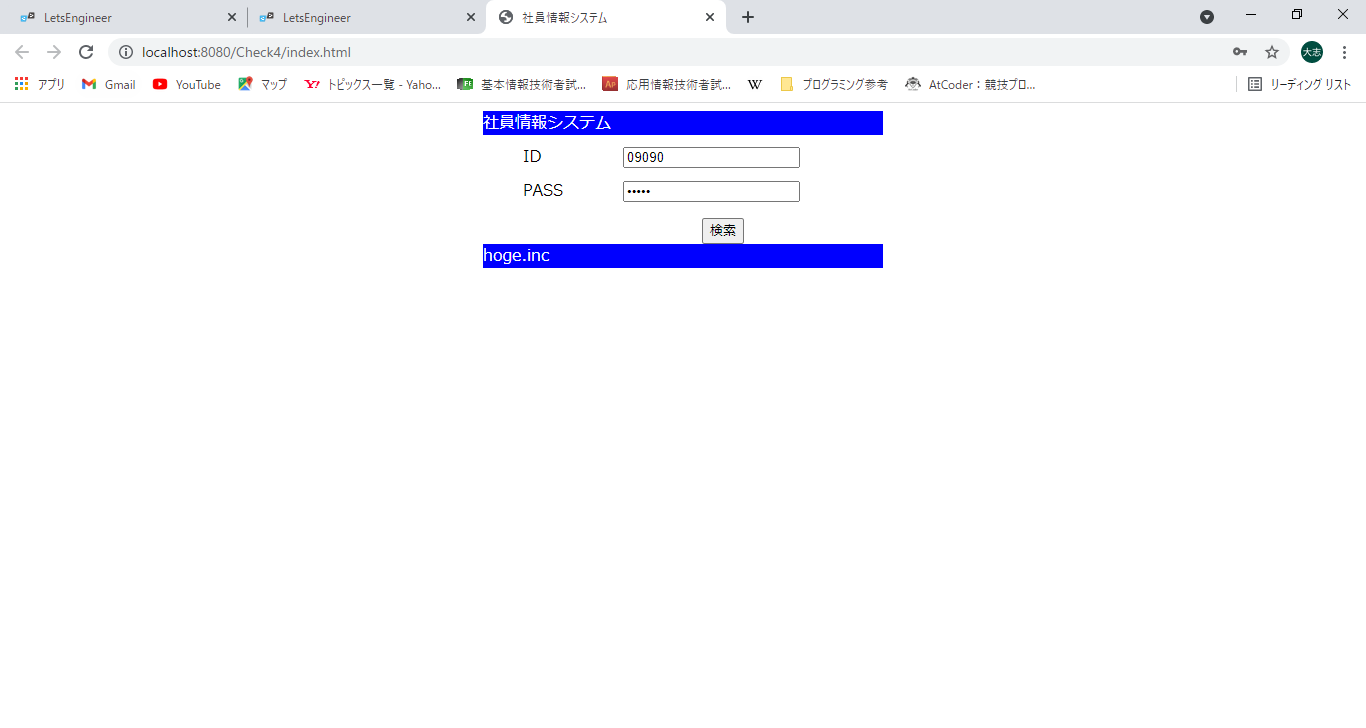 LetsEngineer LetsEngineer 社員情報システム
localhost:8080/Check4/index.html 大志
アプリ Gmail YouTube マップ Y! トピックス一覧 - Yaho... FE 基本情報技術者試... Ap 応用情報技術者試... W プログラミング参考 AtCoder：競技プロ... リーディング リスト
社員情報システム
ID 09090
PASS •••••
検索
hoge.inc